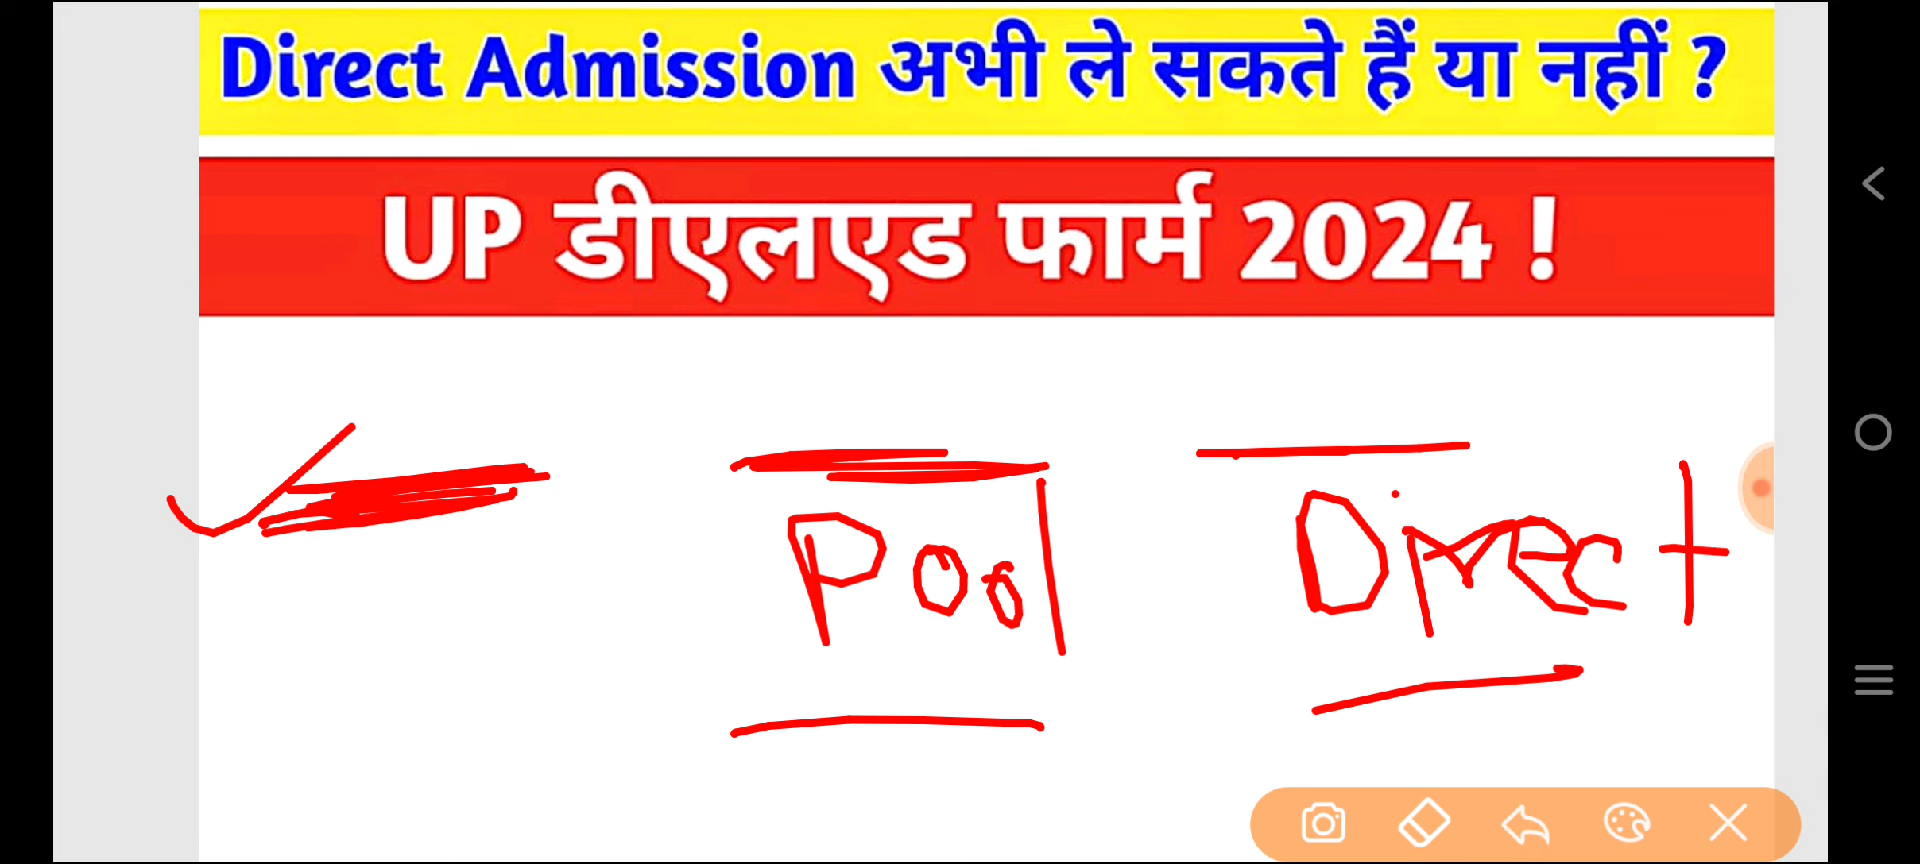 Direct Admission अभी ले सकते हैं या नहीं ?
UP डीएलएड फार्म 2024 !
Pool Direct